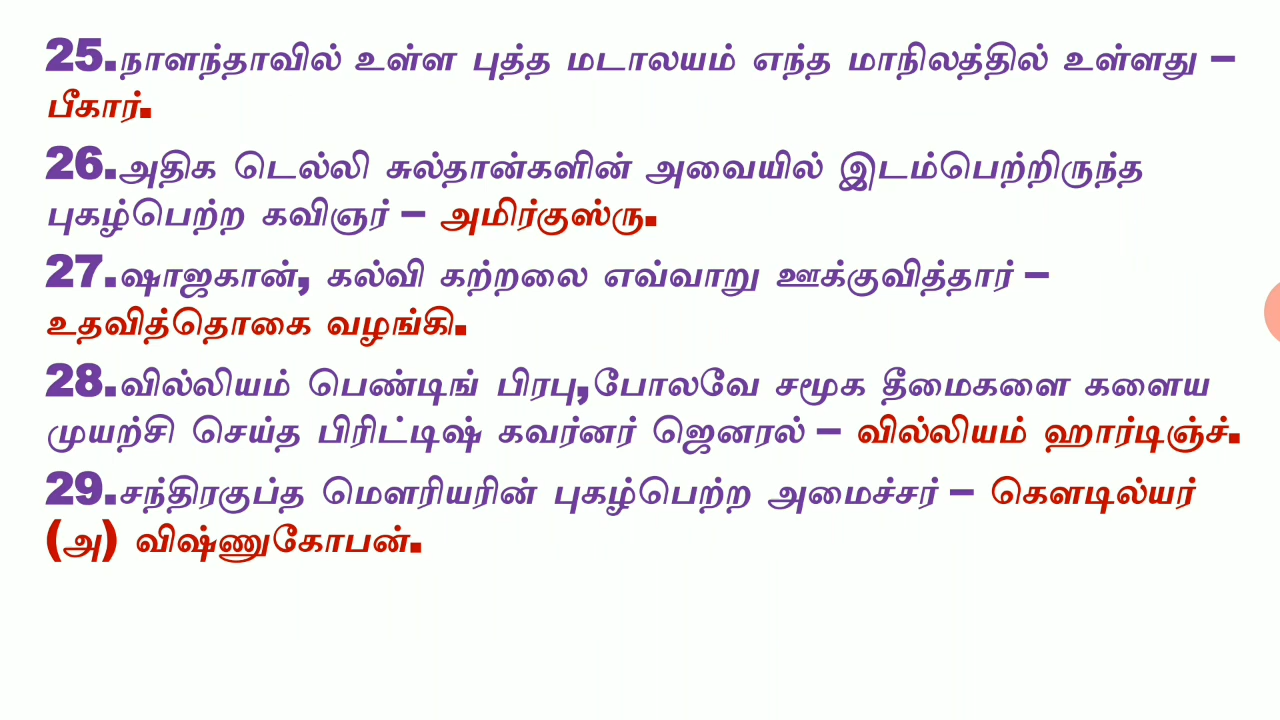 25.நாளந்தாவில் உள்ள புத்த மடாலயம் எந்த மாநிலத்தில் உள்ளது –
பீகார்.
26.அதிக டெல்லி சுல்தான்களின் அவையில் இடம்பெற்றிருந்த
புகழ்பெற்ற கவிஞர் – அமிர்குஸ்ரு.
27.ஷாஜகான், கல்வி கற்றலை எவ்வாறு ஊக்குவித்தார் –
உதவித்தொகை வழங்கி.
28.வில்லியம் பெண்டிங் பிரபு,போலவே சமூக தீமைகளை களைய
முயற்சி செய்த பிரிட்டிஷ் கவர்னர் ஜெனரல் – வில்லியம் ஹார்டிஞ்ச்.
29.சந்திரகுப்த மௌரியரின் புகழ்பெற்ற அமைச்சர் – கௌடில்யர்
(அ) விஷ்ணுகோபன்.